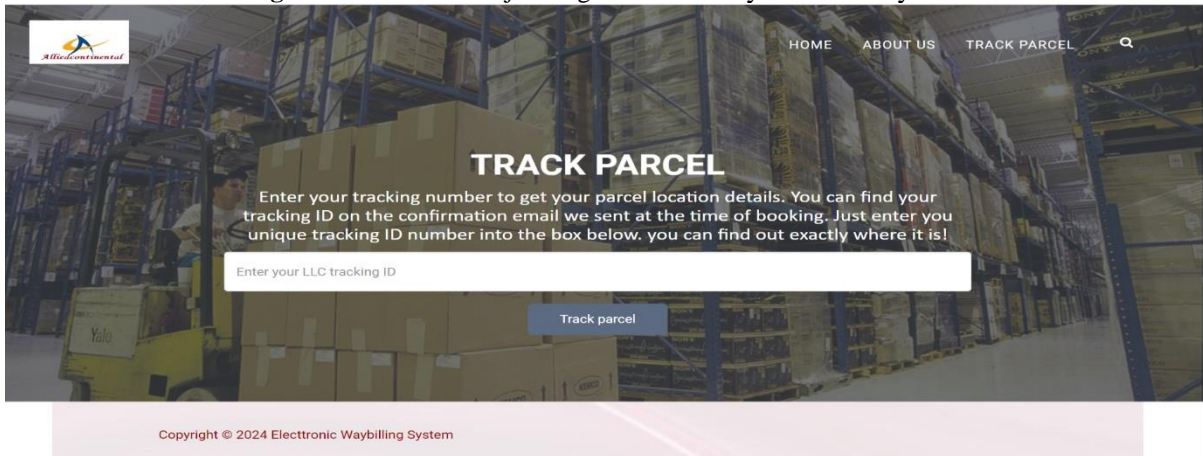 Alliedcontinental
HOME ABOUT US TRACK PARCEL
TRACK PARCEL
Enter your tracking number to get your parcel location details. You can find your
tracking ID on the confirmation email we sent at the time of booking. Just enter you
unique tracking ID number into the box below. you can find out exactly where it is!
Enter your LLC tracking ID
Track parcel
Yale
KEMCO
Copyright © 2024 Electtronic Waybilling System